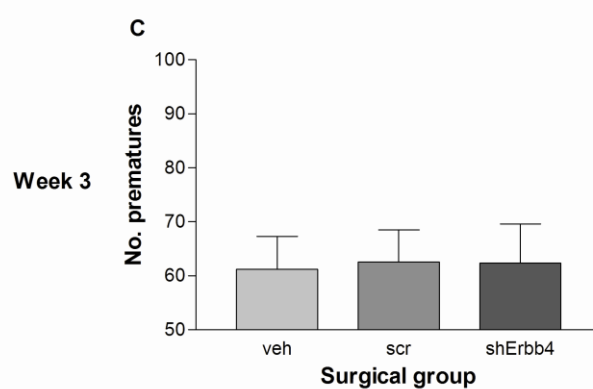 C
Week 3
No. prematures
100
90
80
70
60
50
veh scr shErbb4
Surgical group